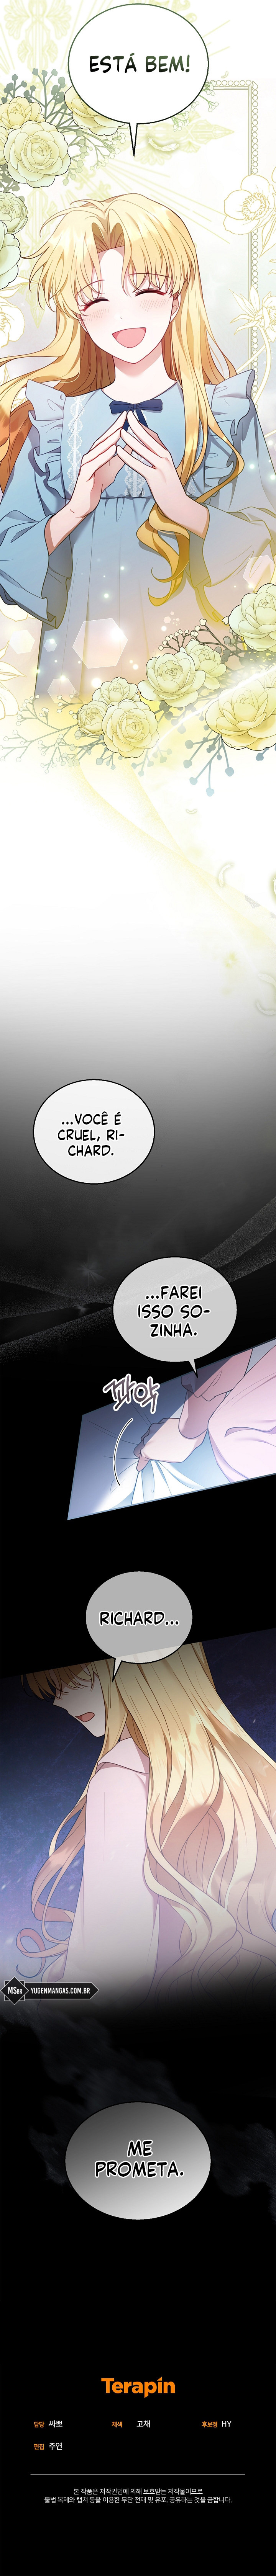 ESTÁ BEM!
...VOCÊ É
CRUEL, RI-
CHARD.
...FAREI
ISSO SO-
ZINHA.
꽈악
RICHARD...
MSBR YUGENMANGAS.COM.BR
ME
PROMETA.
Terapin
담당 싸뽀 채색 고채 후보정 HY
편집 주연
본 작품은 저작권법에 의해 보호받는 저작물이므로
불법 복제와 캡쳐 등을 이용한 무단 전재 및 유포, 공유하는 것을 금합니다.